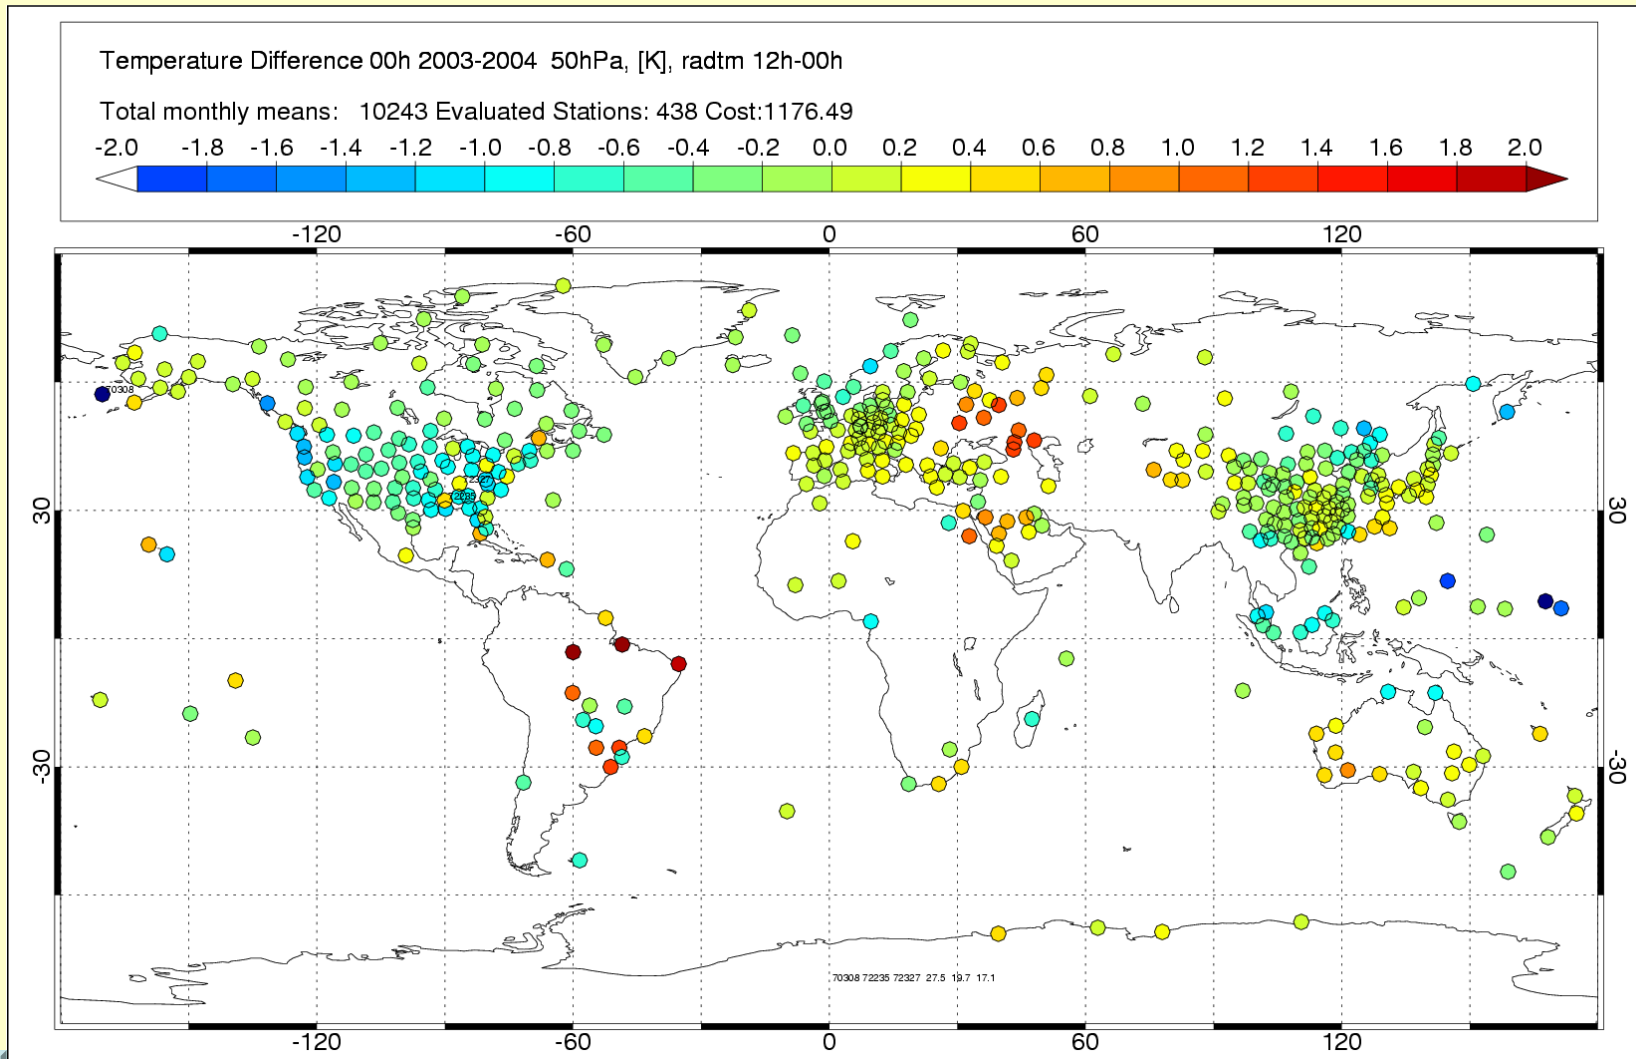 Temperature Difference 00h 2003-2004 50hPa, [K], radtm 12h-00h
Total monthly means: 10243 Evaluated Stations: 438 Cost:1176.49
-2.0 -1.8 -1.6 -1.4 -1.2 -1.0 -0.8 -0.6 -0.4 -0.2 0.0 0.2 0.4 0.6 0.8 1.0 1.2 1.4 1.6 1.8 2.0
-120 -60 0 60 120
70308
72327
72235
30 30
-30 -30
70308 72235 72327 27.5 19.7 17.1
-120 -60 0 60 120